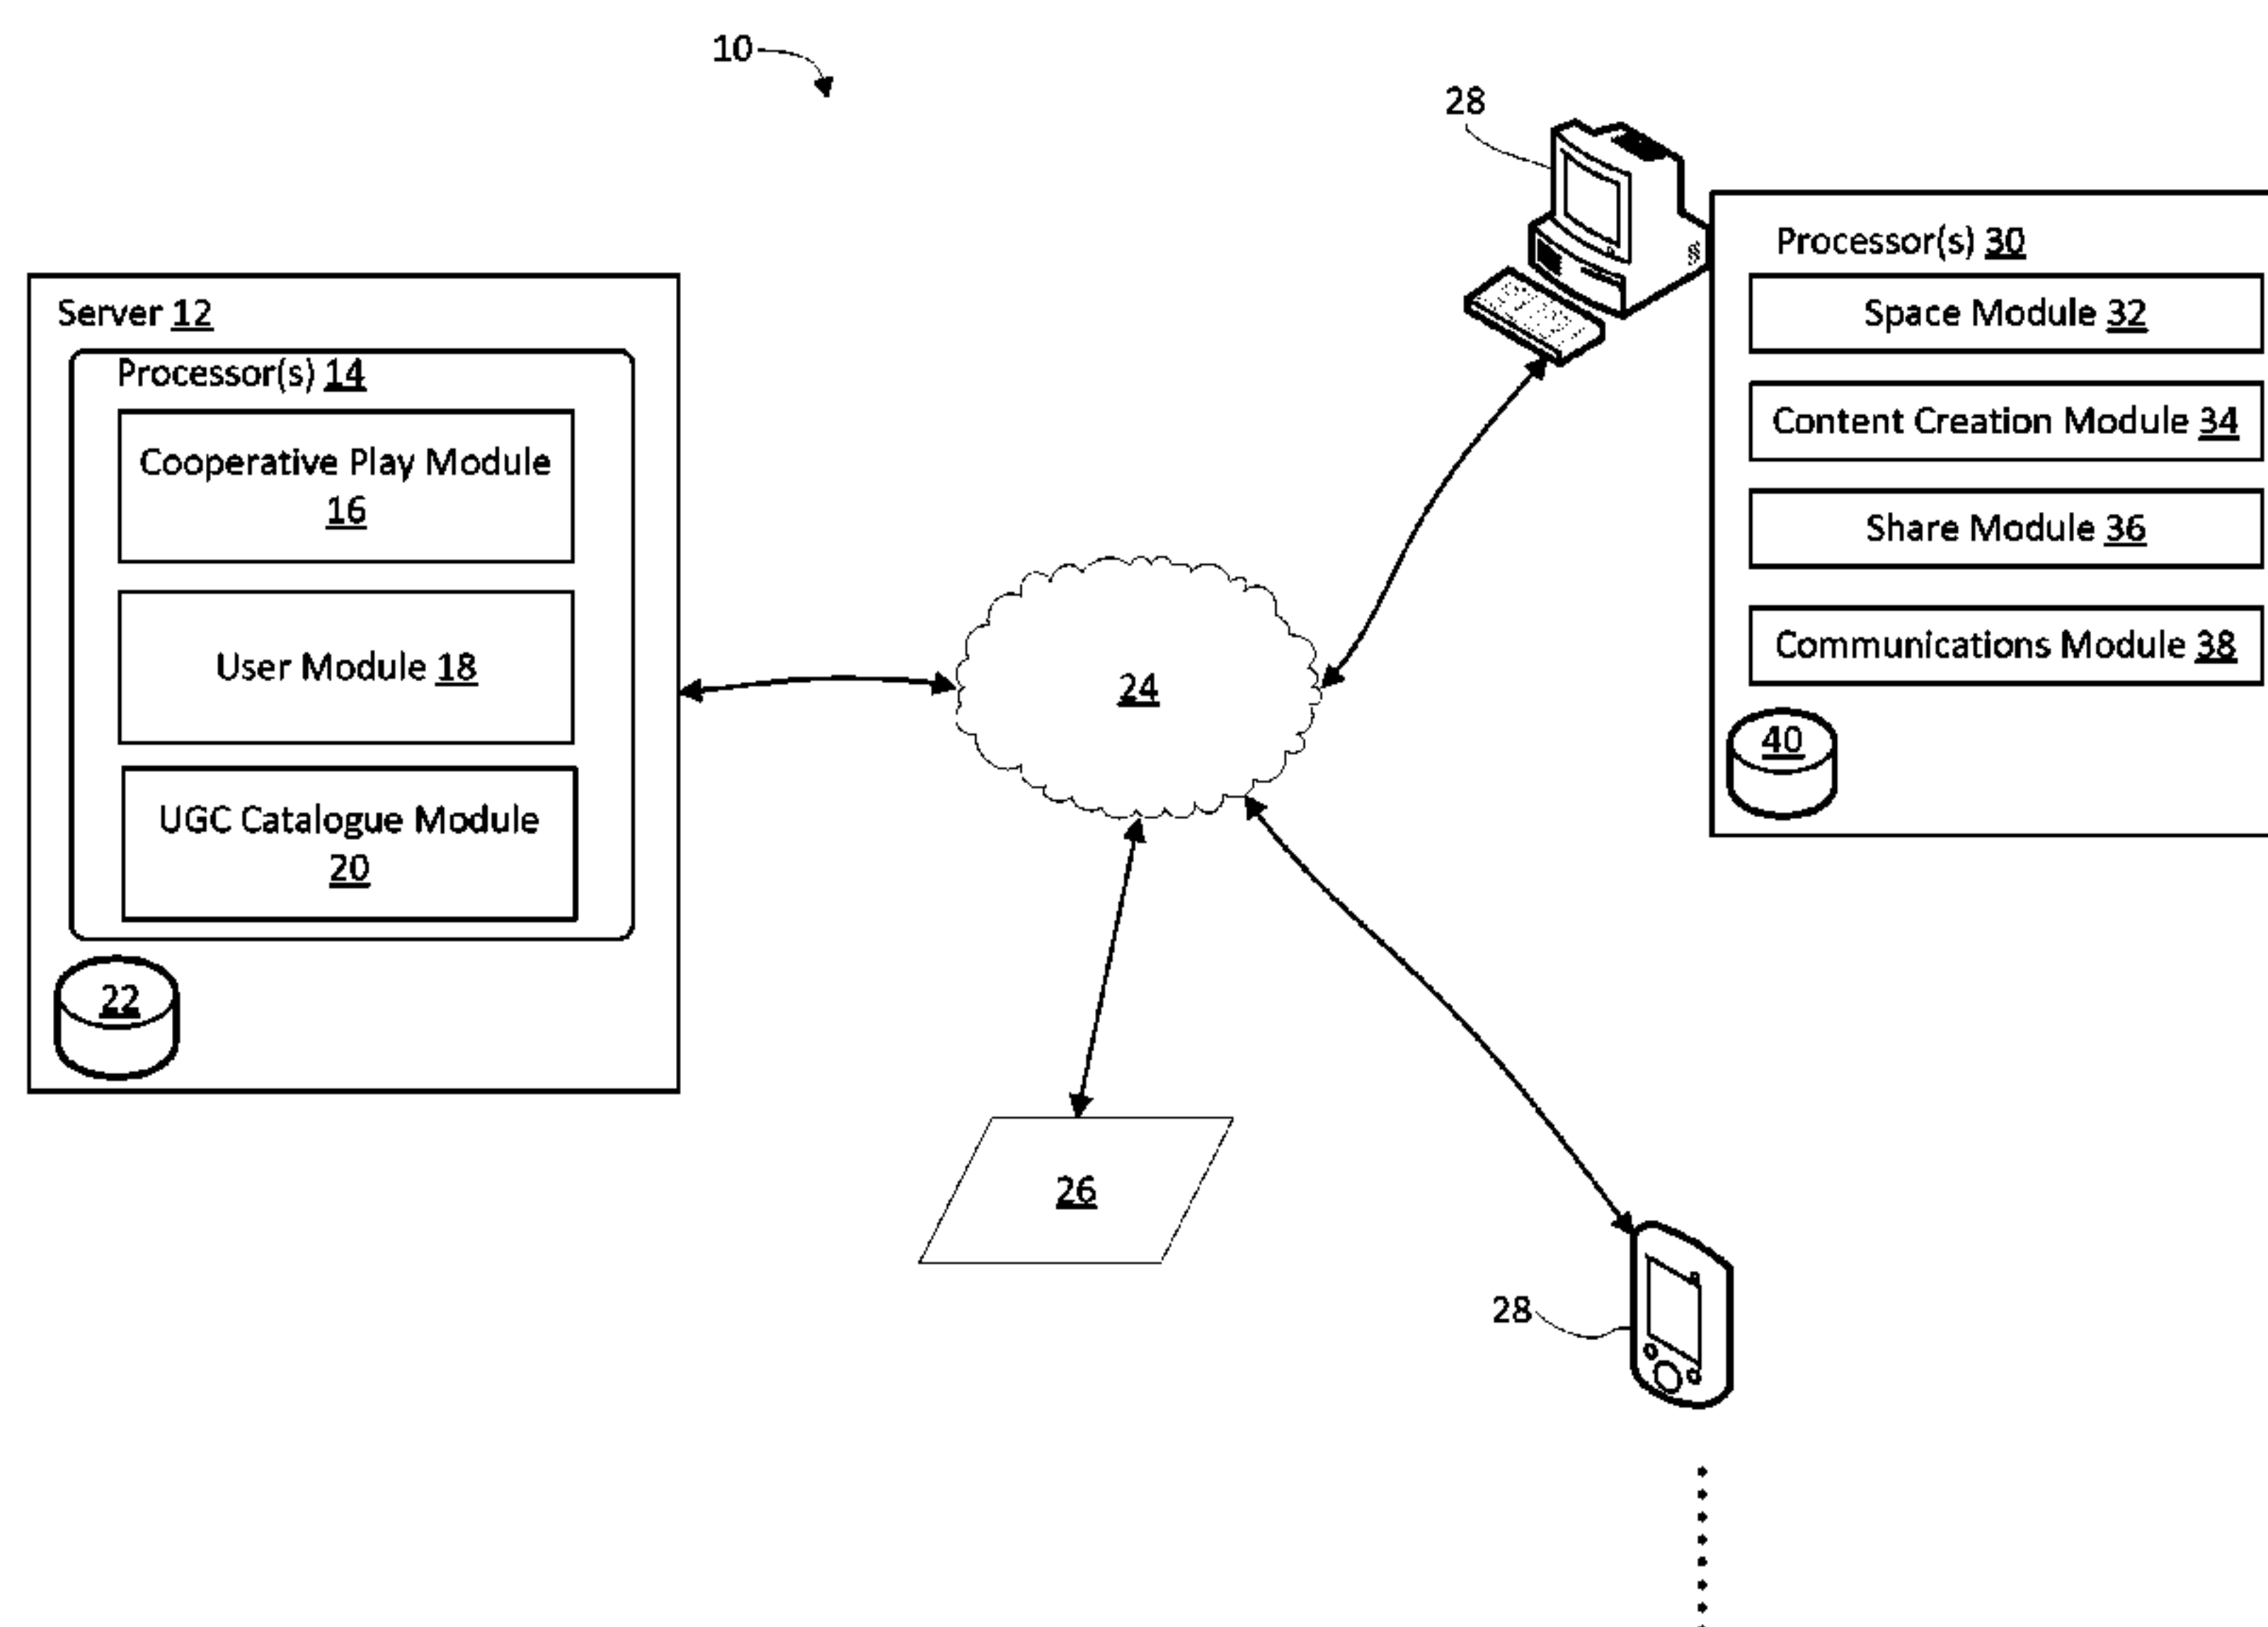 10
28
Processor(s) 30
Space Module 32
Content Creation Module 34
Share Module 36
Communications Module 38
40
Server 12
Processor(s) 14
Cooperative Play Module
16
User Module 18
UGC Catalogue Module
20
22
24
26
28